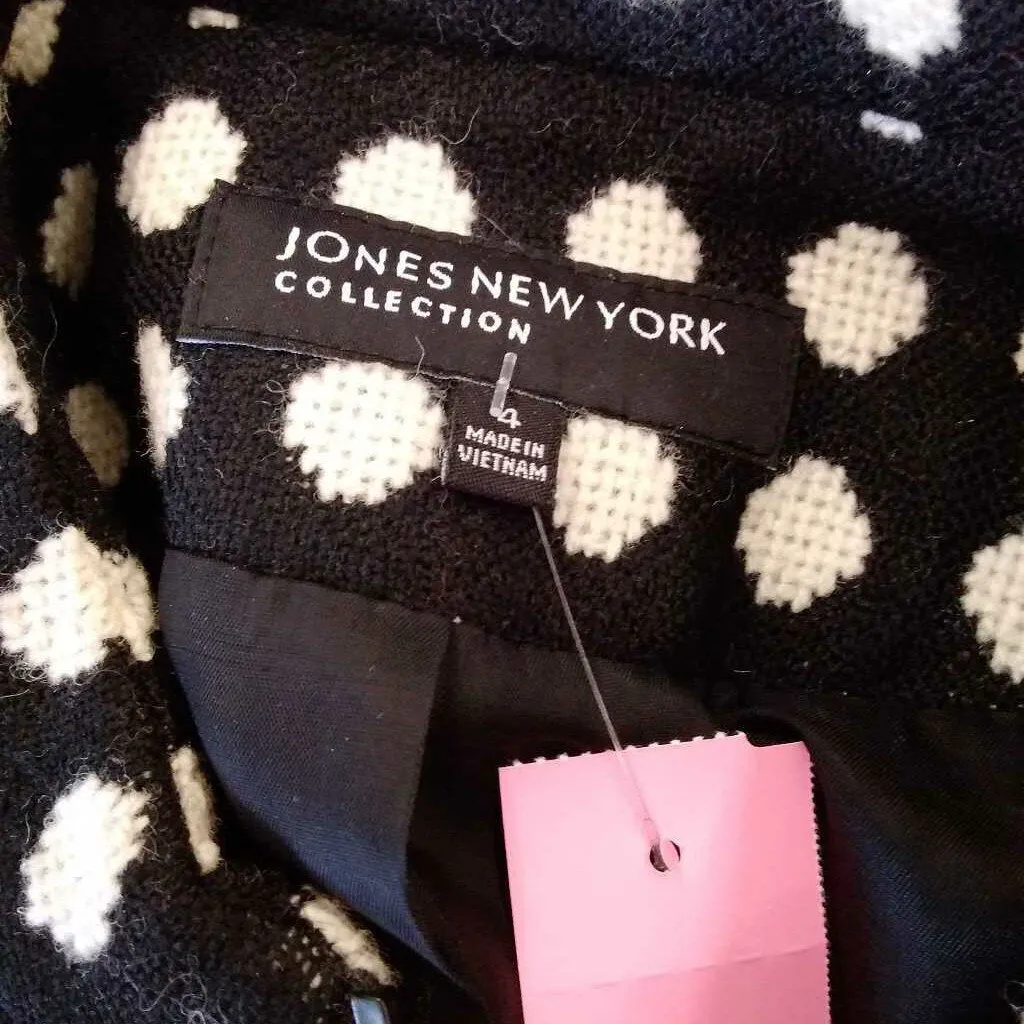 JONES NEW YORK
COLLECTION
4
MADE IN
VIETNAM